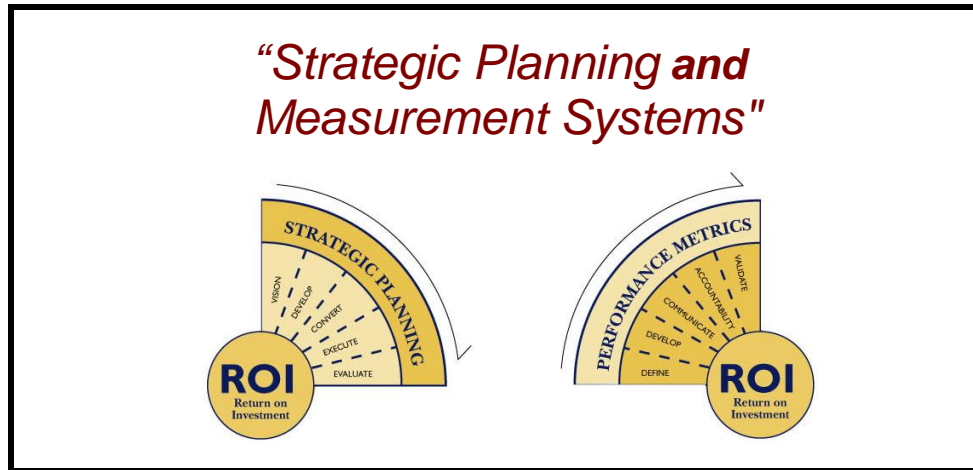 “Strategic Planning and
Measurement Systems"
STRATEGIC PLANNING
VISION
DEVELOP
CONVERT
EXECUTE
EVALUATE
ROI
Return on
Investment
PERFORMANCE METRICS
VALIDATE
ACCOUNTABILITY
COMMUNICATE
DEVELOP
DEFINE
ROI
Return on
Investment